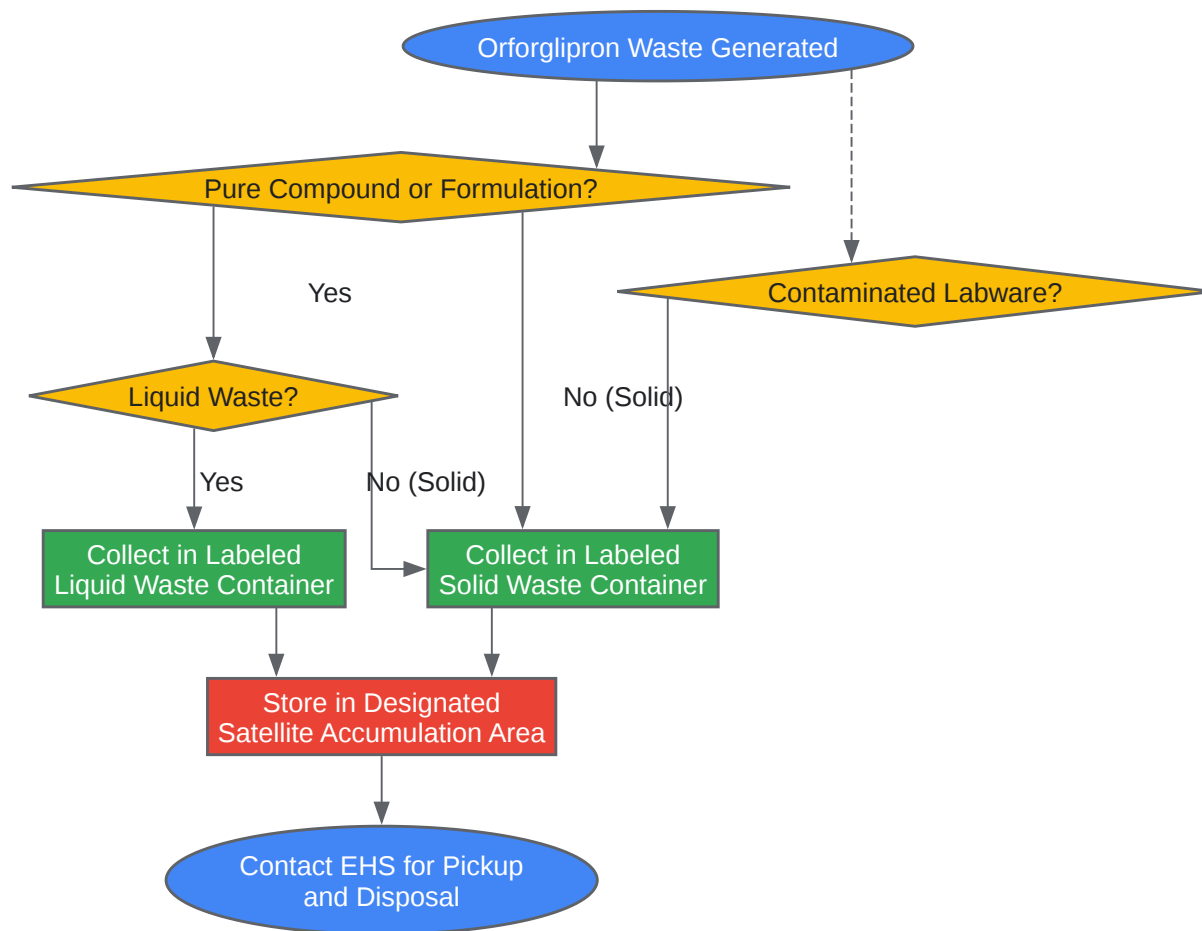 Orforglipron Waste Generated
Pure Compound or Formulation?
Yes
Contaminated Labware?
Liquid Waste?
No (Solid)
Yes
No (Solid)
Collect in Labeled
Liquid Waste Container
Collect in Labeled
Solid Waste Container
Store in Designated
Satellite Accumulation Area
Contact EHS for Pickup
and Disposal